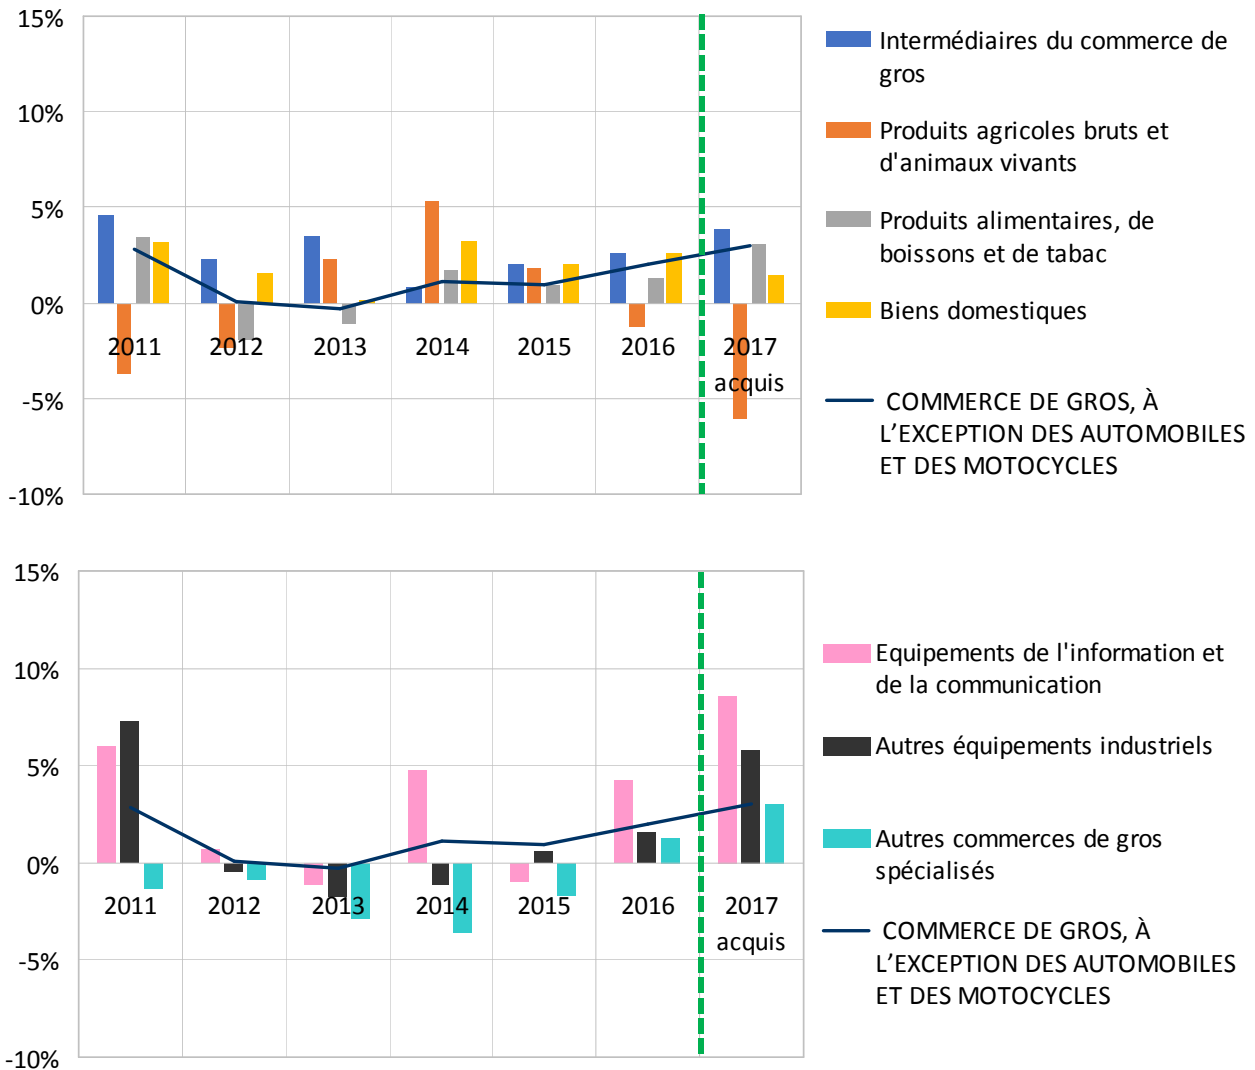 15%
10%
5%
0%
-5%
-10%
2011
2012
2013
2014
2015
2016
2017
acquis
Intermédiaires du commerce de
gros
Produits agricoles bruts et
d'animaux vivants
Produits alimentaires, de
boissons et de tabac
Biens domestiques
COMMERCE DE GROS, À
L’EXCEPTION DES AUTOMOBILES
ET DES MOTOCYCLES
15%
10%
5%
0%
-5%
-10%
2011
2012
2013
2014
2015
2016
2017
acquis
Equipements de l'information et
de la communication
Autres équipements industriels
Autres commerces de gros
spécialisés
COMMERCE DE GROS, À
L’EXCEPTION DES AUTOMOBILES
ET DES MOTOCYCLES